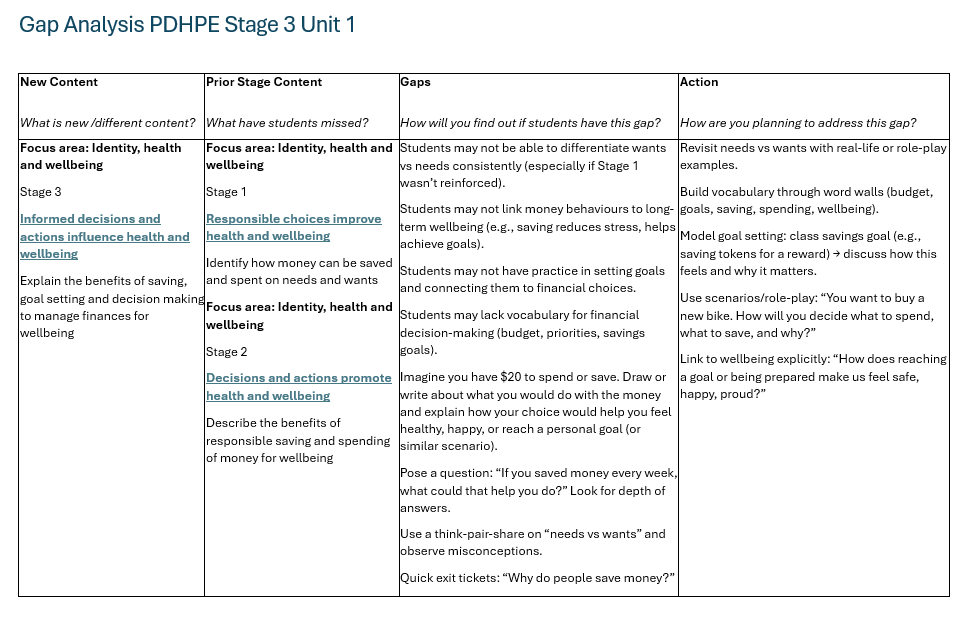 Gap Analysis PDHPE Stage 3 Unit 1
New Content
What is new /different content?
Prior Stage Content
What have students missed?
Gaps
How will you find out if students have this gap?
Action
How are you planning to address this gap?
Focus area: Identity, health
and wellbeing
Stage 3
Informed decisions and
actions influence health and
wellbeing
Explain the benefits of saving,
goal setting and decision making
to manage finances for
wellbeing
Focus area: Identity, health and
wellbeing
Stage 1
Responsible choices improve
health and wellbeing
Identify how money can be saved
and spent on needs and wants
Focus area: Identity, health and
wellbeing
Stage 2
Decisions and actions promote
health and wellbeing
Describe the benefits of
responsible saving and spending
of money for wellbeing
Students may not be able to differentiate wants
vs needs consistently (especially if Stage 1
wasn’t reinforced).
Students may not link money behaviours to long-
term wellbeing (e.g., saving reduces stress, helps
achieve goals).
Students may not have practice in setting goals
and connecting them to financial choices.
Students may lack vocabulary for financial
decision-making (budget, priorities, savings
goals).
Imagine you have $20 to spend or save. Draw or
write about what you would do with the money
and explain how your choice would help you feel
healthy, happy, or reach a personal goal (or
similar scenario).
Pose a question: “If you saved money every week,
what could that help you do?” Look for depth of
answers.
Use a think-pair-share on “needs vs wants” and
observe misconceptions.
Quick exit tickets: “Why do people save money?”
Revisit needs vs wants with real-life or role-play
examples.
Build vocabulary through word walls (budget,
goals, saving, spending, wellbeing).
Model goal setting: class savings goal (e.g.,
saving tokens for a reward) → discuss how this
feels and why it matters.
Use scenarios/role-play: “You want to buy a
new bike. How will you decide what to spend,
what to save, and why?”
Link to wellbeing explicitly: “How does reaching
a goal or being prepared make us feel safe,
happy, proud?”